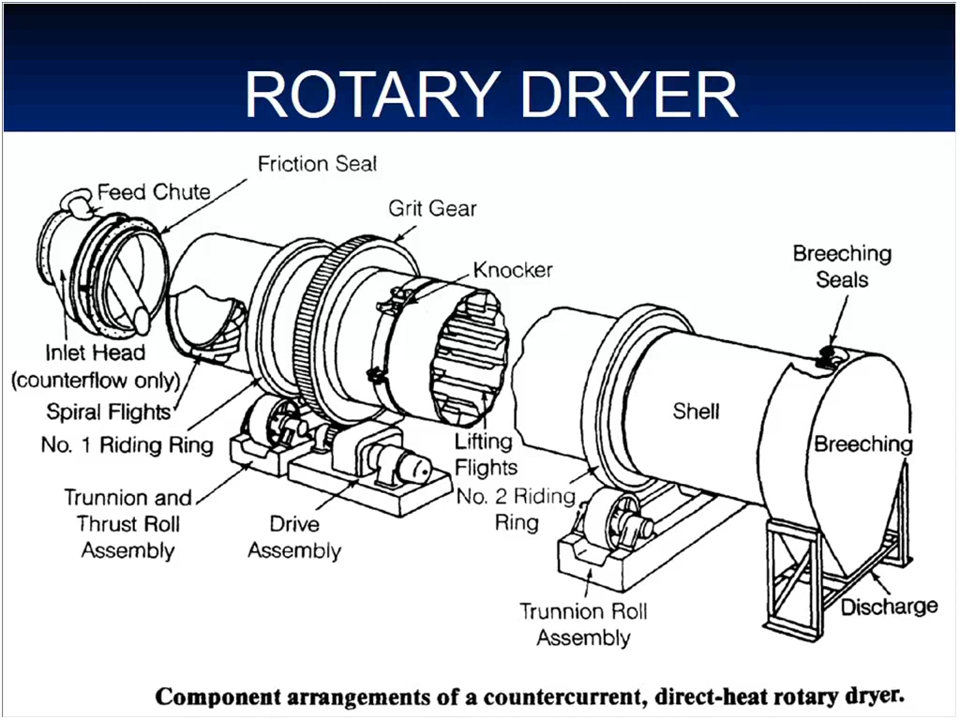 ROTARY DRYER
Friction Seal
Feed Chute
Grit Gear
Knocker
Breeching
Seals
Inlet Head
(counterflow only)
Spiral Flights
No. 1 Riding Ring
Shell
Breeching
Lifting
Flights
No. 2 Riding
Ring
Trunnion and
Thrust Roll
Assembly
Drive
Assembly
Trunnion Roll
Assembly
Discharge
Component arrangements of a countercurrent, direct-heat rotary dryer.